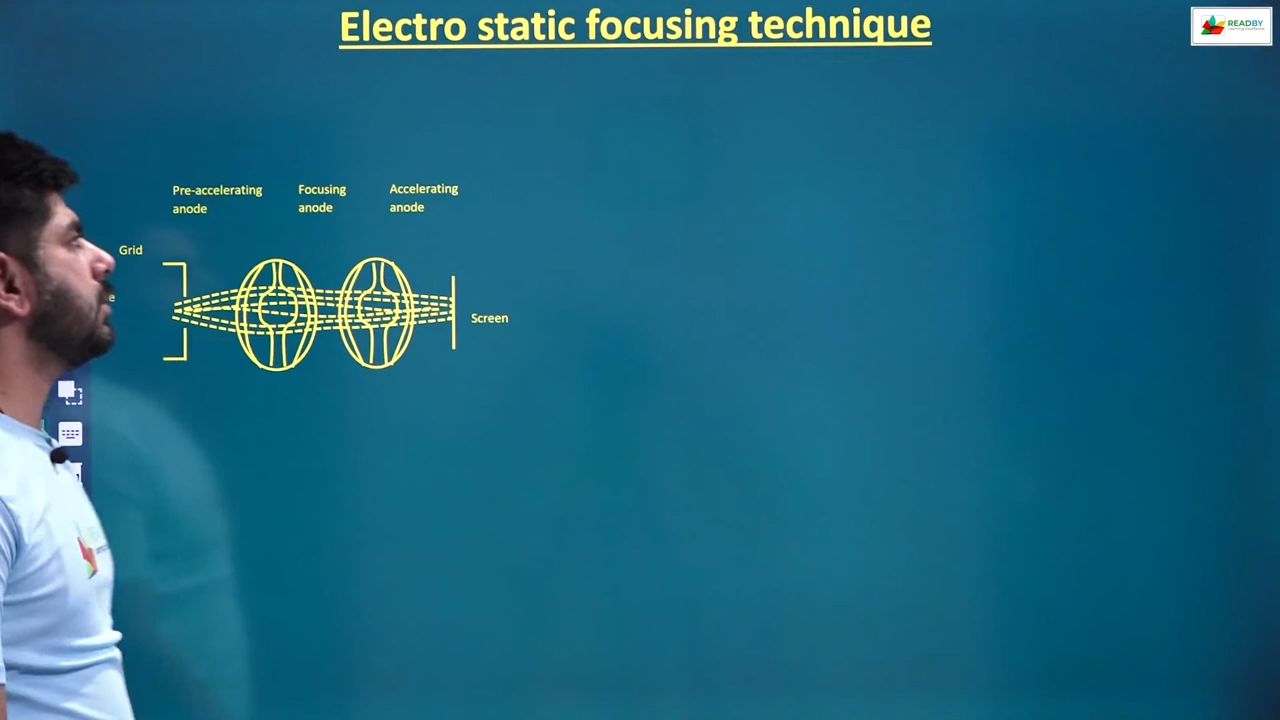 Electro static focusing technique
READBY
Pre-accelerating
anode
Focusing
anode
Accelerating
anode
Grid
Screen